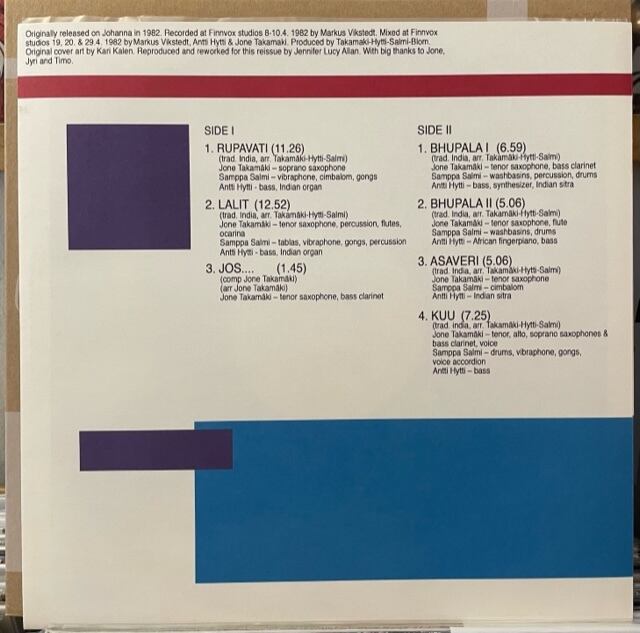 Originally released on Johanna in 1982. Recorded at Finnvox studios 8-10.4. 1982 by Markus Vikstedt. Mixed at Finnvox
studios 19, 20. & 29.4. 1982 by Markus Vikstedt, Antti Hytti & Jone Takamaki. Produced by Takamaki-Hytti-Salmi-Blom.
Original cover art by Kari Kalen. Reproduced and reworked for this reissue by Jennifer Lucy Allan. With big thanks to Jone,
Jyri and Timo.
SIDE I
1. RUPAVATI (11.26)
(trad. India, arr. Takamäki-Hytti-Salmi)
Jone Takamäki – soprano saxophone
Samppa Salmi – vibraphone, cimbalom, gongs
Antti Hytti - bass, Indian organ
2. LALIT (12.52)
(trad. India, arr. Takamäki-Hytti-Salmi)
Jone Takamäki – tenor saxophone, percussion, flutes,
ocarina
Samppa Salmi – tablas, vibraphone, gongs, percussion
Antti Hytti - bass, Indian organ
3. JOS.... (1.45)
(comp Jone Takamäki)
(arr Jone Takamäki)
Jone Takamäki – tenor saxophone, bass clarinet
SIDE II
1. BHUPALA I (6.59)
(trad. India, arr. Takamäki-Hytti-Salmi)
Jone Takamäki – tenor saxophone, bass clarinet
Samppa Salmi – washbasins, percussion, drums
Antti Hytti – bass, synthesizer, Indian sitra
2. BHUPALA II (5.06)
(trad. India, arr. Takamäki-Hytti-Salmi)
Jone Takamäki – tenor saxophone, flute
Samppa Salmi – washbasins, drums
Antti Hytti – African fingerpiano, bass
3. ASAVERI (5.06)
(trad. India, arr. Takamäki-Hytti-Salmi)
Jone Takamäki – tenor saxophone
Samppa Salmi – cimbalom
Antti Hytti – Indian sitra
4. KUU (7.25)
(trad. india, arr. Takamäki-Hytti-Salmi)
Jone Takamäki – tenor, alto, soprano saxophones &
bass clarinet, voice
Samppa Salmi – drums, vibraphone, gongs,
voice accordion
Antti Hytti – bass